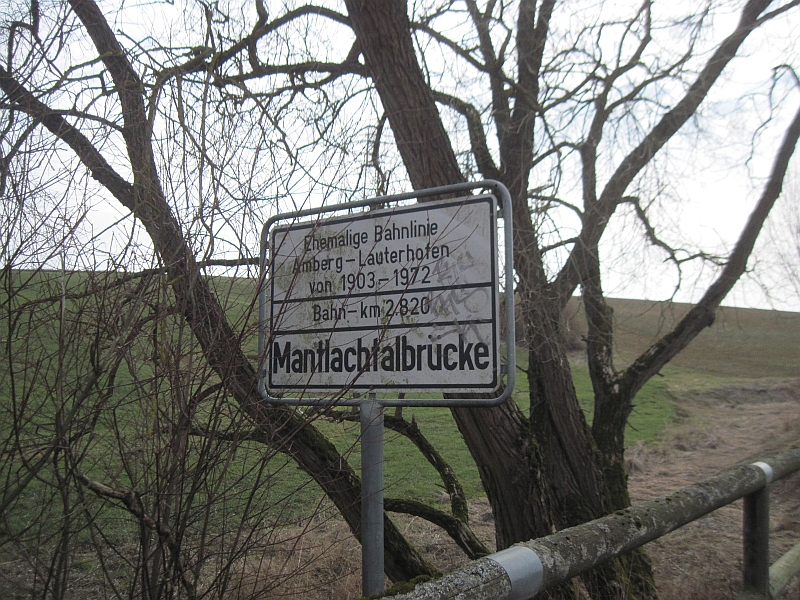 Ehemalige Bahnlinie
Amberg-Lauterhofen
von 1903-1972
Bahn-km 2.820
Mantlachtalbrücke